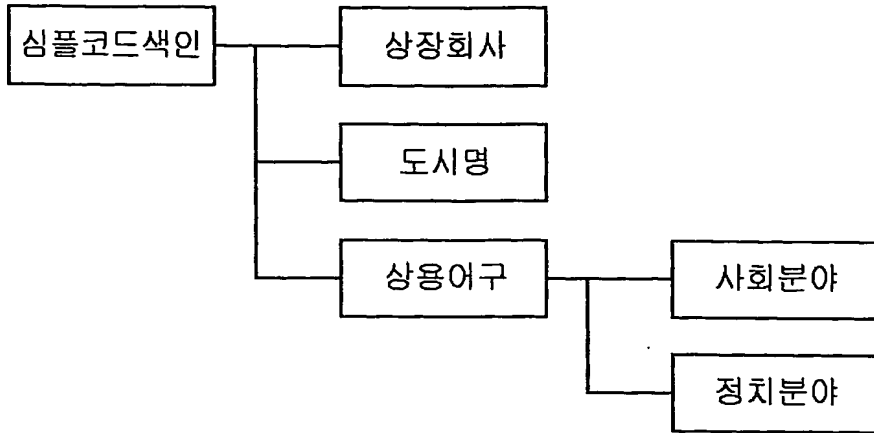 심플코드색인
상장회사
도시명
상용어구
사회분야
정치분야